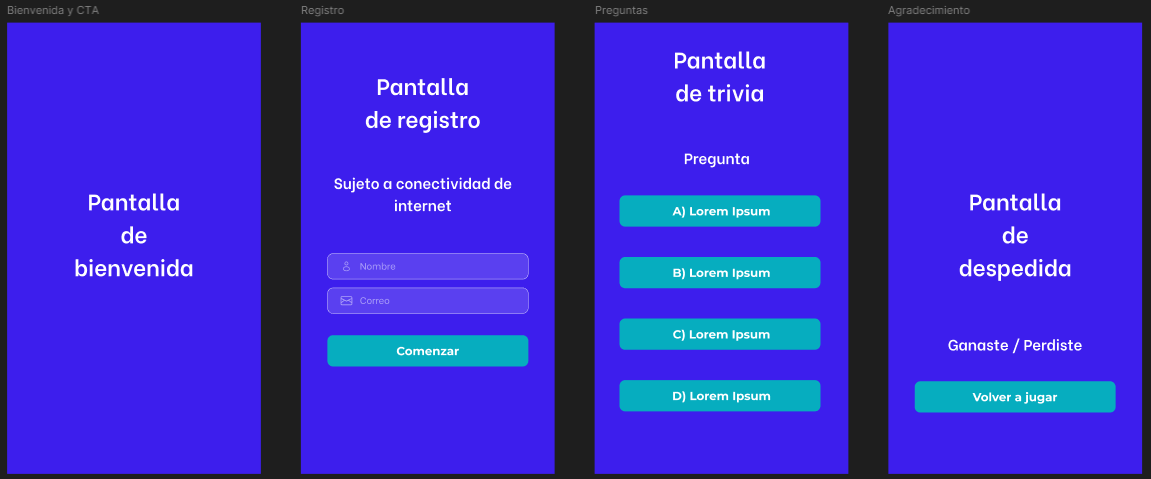 Bienvenida y CTA
Pantalla
de
bienvenida
Registro
Pantalla
de registro
Sujeto a conectividad de
internet
Nombre
Correo
Comenzar
Preguntas
Pantalla
de trivia
Pregunta
A) Lorem Ipsum
B) Lorem Ipsum
C) Lorem Ipsum
D) Lorem Ipsum
Agradecimiento
Pantalla
de
despedida
Ganaste / Perdiste
Volver a jugar